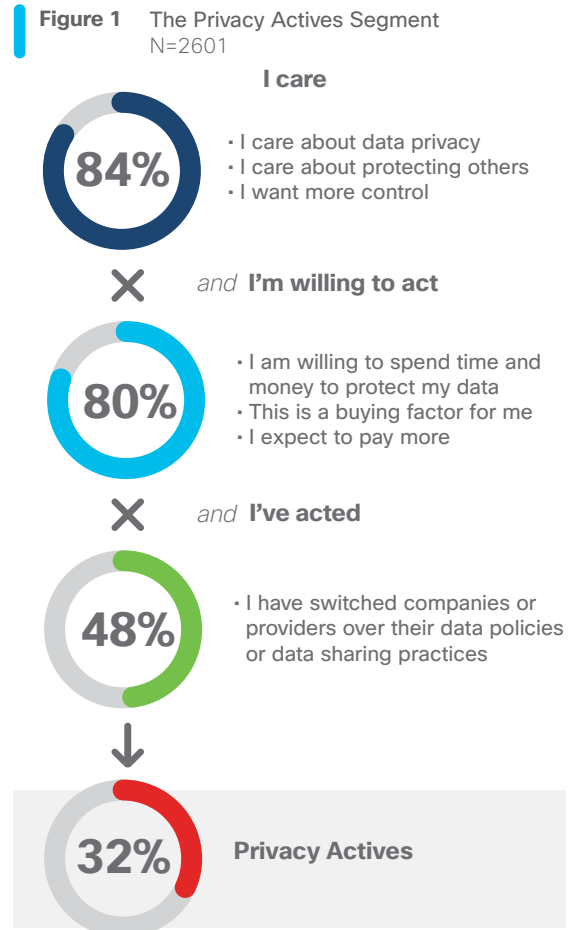 Figure 1 The Privacy Actives Segment
N=2601
I care
84%
· I care about data privacy
· I care about protecting others
· I want more control
× and I'm willing to act
80%
· I am willing to spend time and
money to protect my data
· This is a buying factor for me
· I expect to pay more
× and I've acted
48%
· I have switched companies or
providers over their data policies
or data sharing practices
↓
32% Privacy Actives